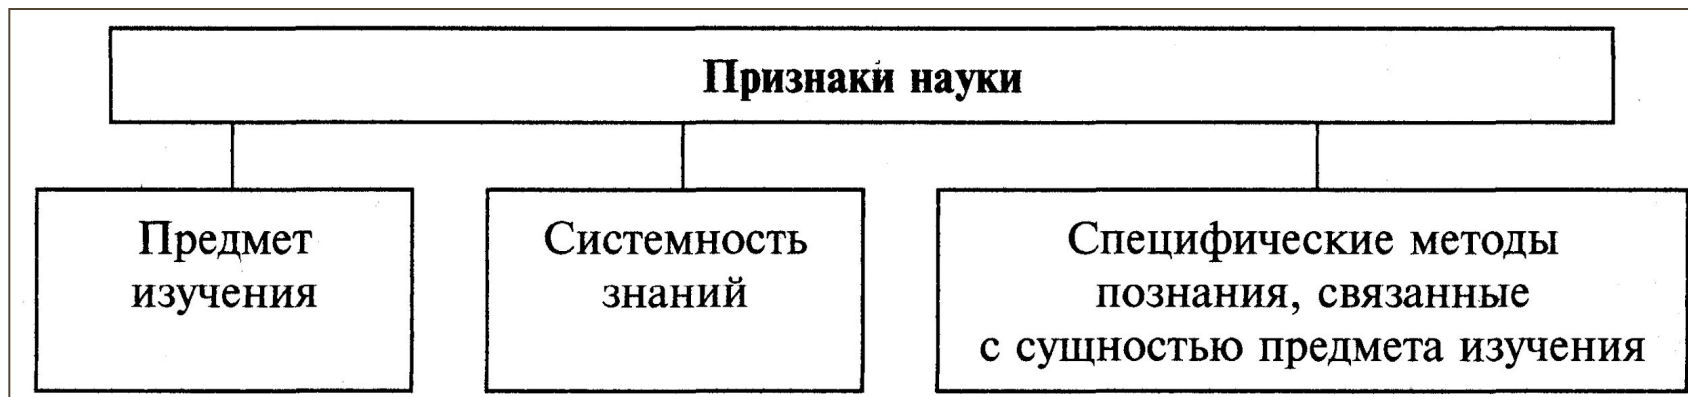 Признаки науки
Предмет
изучения
Системность
знаний
Специфические методы
познания, связанные
с сущностью предмета изучения